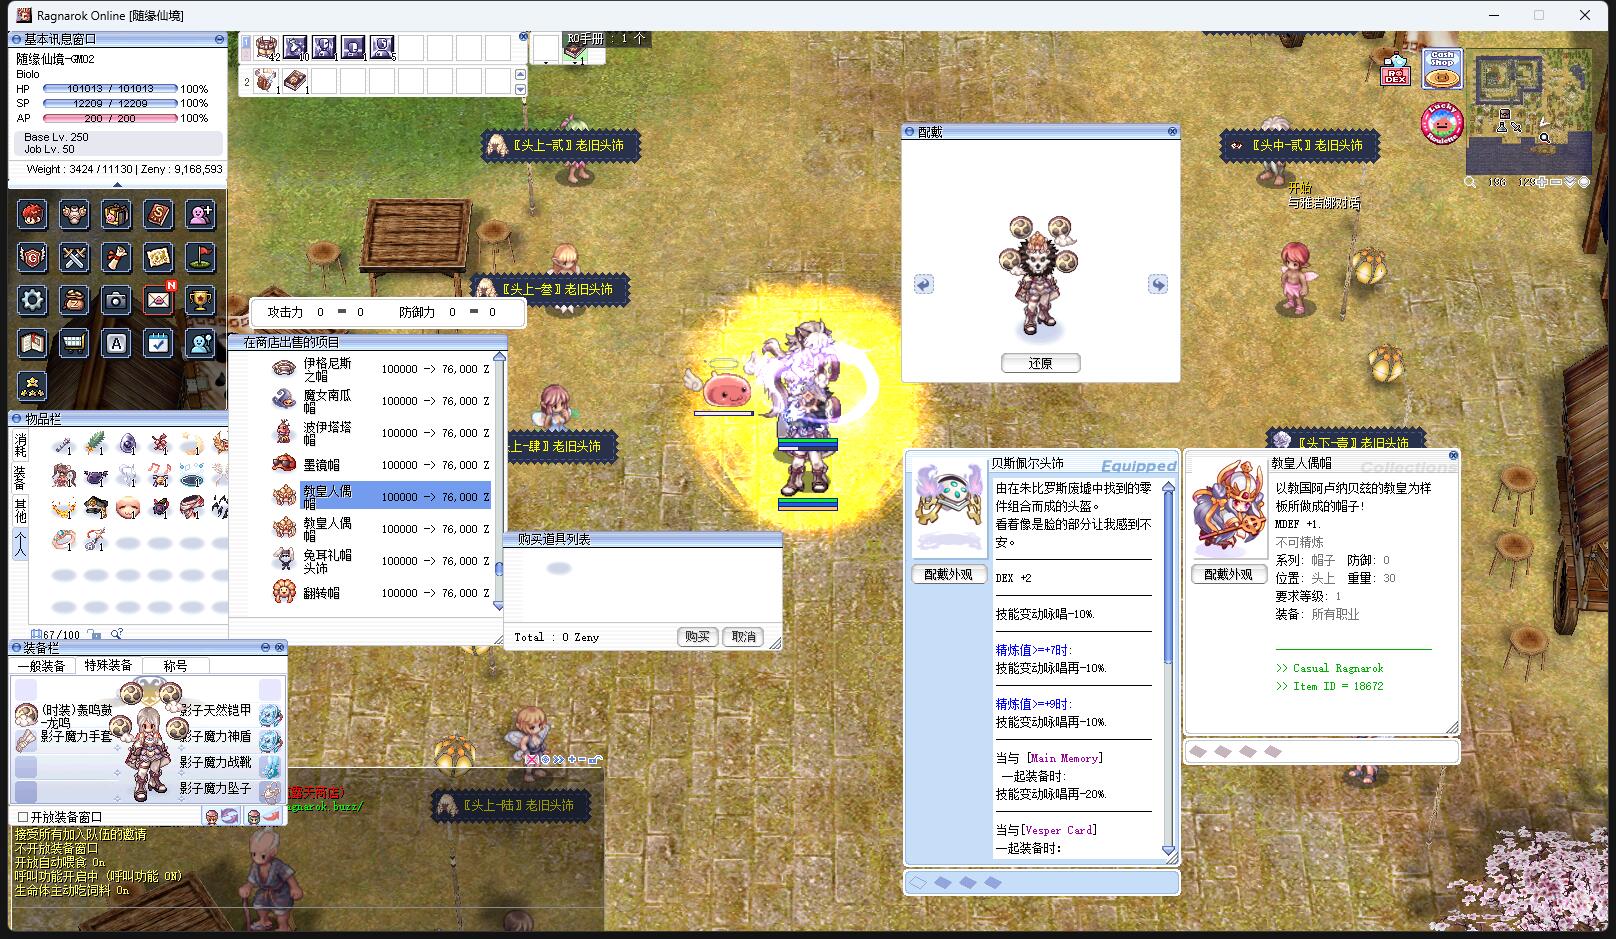 Ragnarok Online [随缘仙境]
基本讯息窗口
随缘仙境-GM02
Biolo
HP 101013 / 101013 100%
SP 12209 / 12209 100%
AP 200 / 200 100%
Base Lv. 250
Job Lv. 50
Weight : 3424 / 11130 | Zeny : 9,168,593
RO手册 : 1 个
〖头上-贰〗老旧头饰
〖头上-叁〗老旧头饰
上-肆〗老旧头饰
〖头上-陆〗老旧头饰
〖头中-贰〗老旧头饰
〖头下-壹〗老旧头饰
开始
与雅若娜对话
196 129
Cash Shop
RO DEX
Lucky Roulette
攻击力 0 = 0 防御力 0 = 0
在商店出售的项目
伊格尼斯之帽 100000 -> 76,000 Z
魔女南瓜帽 100000 -> 76,000 Z
波伊塔塔帽 100000 -> 76,000 Z
墨镜帽 100000 -> 76,000 Z
教皇人偶帽 100000 -> 76,000 Z
教皇人偶帽 100000 -> 76,000 Z
兔耳礼帽头饰 100000 -> 76,000 Z
翻转帽 100000 -> 76,000 Z
购买道具列表
Total : 0 Zeny
购买
取消
配戴
还原
物品栏
消耗
装备
其他
个人
67/100
装备栏
一般装备
特殊装备
称号
(时装)轰鸣鼓-龙鸣
影子魔力手套
影子天然铠甲
影子魔力神盾
影子魔力战靴
影子魔力坠子
开放装备窗口
露天商店)
agnarok.buzz/
接受所有加入队伍的邀请
不开放装备窗口
开放自动喂食 On
呼叫功能开启中 (呼叫功能 ON)
生命体主动吃饲料 On
贝斯佩尔头饰
Equipped
由在朱比罗斯废墟中找到的零
件组合而成的头盔。
看着像是脸的部分让我感到不
安。
DEX +2
技能变动咏唱-10%.
精炼值>=+7时:
技能变动咏唱再-10%.
精炼值>=+9时:
技能变动咏唱再-10%.
当与 [Main Memory]
一起装备时:
技能变动咏唱再-20%.
当与[Vesper Card]
一起装备时:
配戴外观
教皇人偶帽
Collections
以教国阿卢纳贝兹的教皇为样
板所做成的帽子!
MDEF +1.
不可精炼
系列: 帽子 防御: 0
位置: 头上 重量: 30
要求等级: 1
装备: 所有职业
>> Casual Ragnarok
>> Item ID = 18672
配戴外观